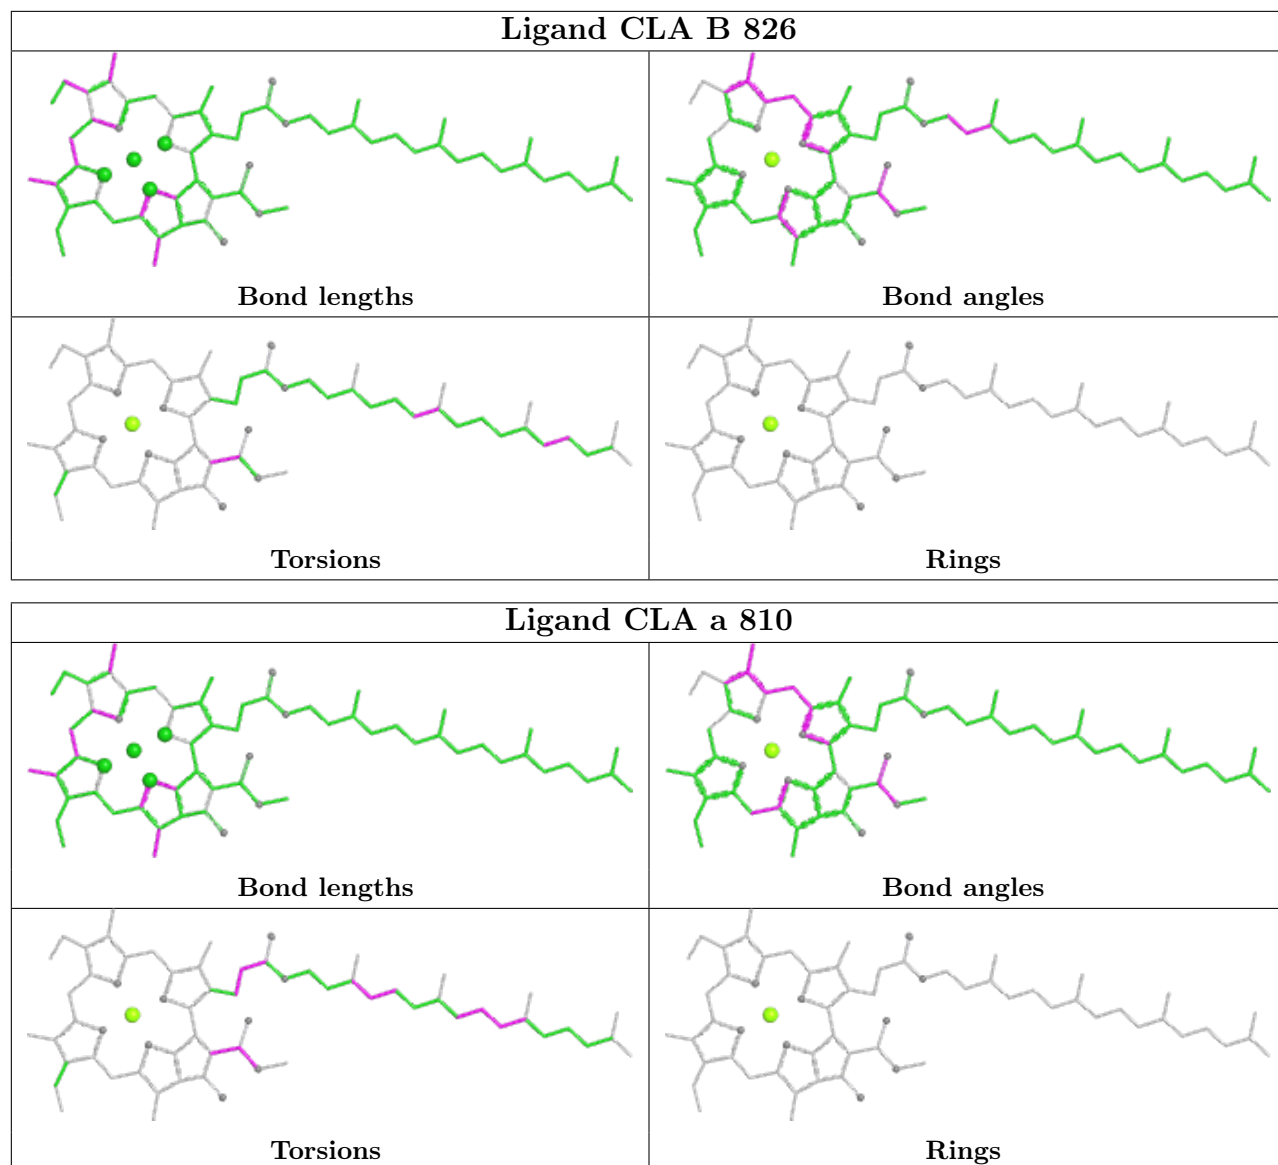 Ligand CLA B 826
Bond lengths
Bond angles
Torsions
Rings
Ligand CLA a 810
Bond lengths
Bond angles
Torsions
Rings